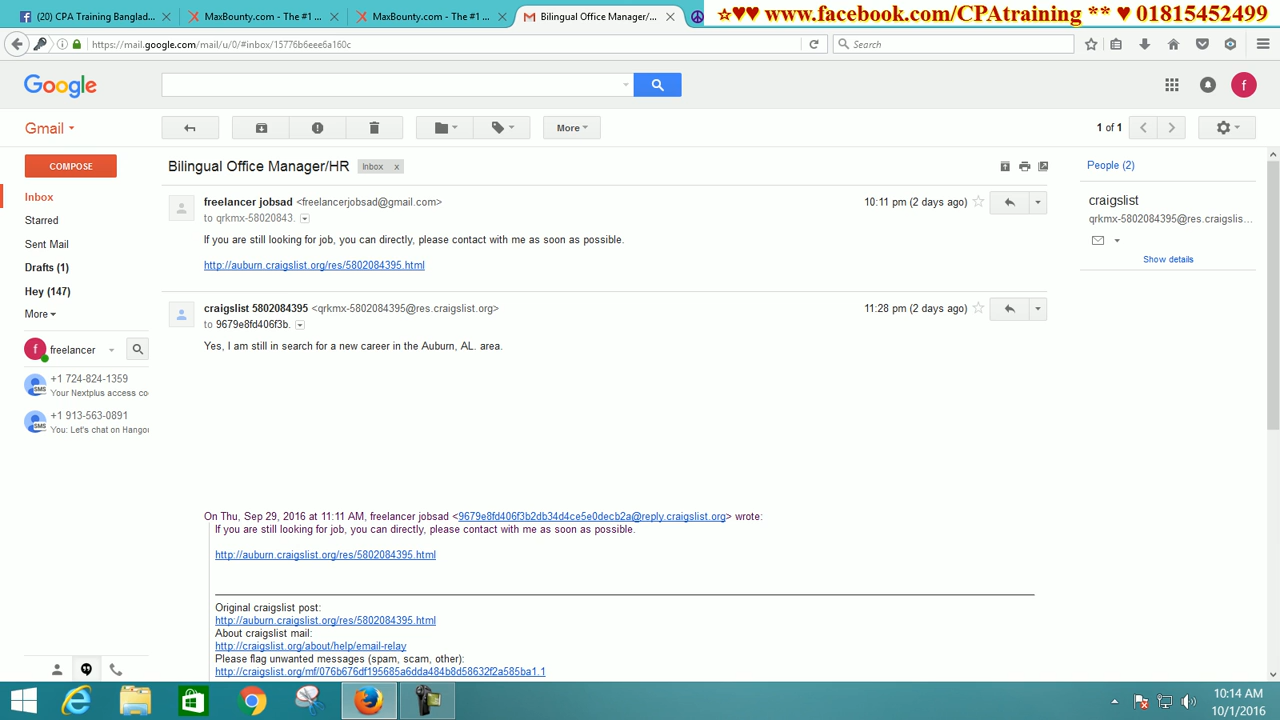 (20) CPA Training Banglad...
MaxBounty.com - The #1 ...
MaxBounty.com - The #1 ...
Bilingual Office Manager/...
☆♥♥ www.facebook.com/CPAtraining ** ♥ 01815452499
https://mail.google.com/mail/u/0/#inbox/15776b6eee6a160c
Search
Google
Gmail
More
1 of 1
COMPOSE
Bilingual Office Manager/HR
Inbox x
People (2)
Inbox
Starred
Sent Mail
Drafts (1)
Hey (147)
More
freelancer jobsad <freelancerjobsad@gmail.com>
10:11 pm (2 days ago)
to qrkmx-58020843.
If you are still looking for job, you can directly, please contact with me as soon as possible.
http://auburn.craigslist.org/res/5802084395.html
craigslist
qrkmx-5802084395@res.craigslis...
Show details
craigslist 5802084395 <qrkmx-5802084395@res.craigslist.org>
11:28 pm (2 days ago)
to 9679e8fd406f3b.
Yes, I am still in search for a new career in the Auburn, AL. area.
f
f freelancer
+1 724-824-1359
SMS
Your Nextplus access co
+1 913-563-0891
SMS
You: Let's chat on Hango
On Thu, Sep 29, 2016 at 11:11 AM, freelancer jobsad <9679e8fd406f3b2db34d4ce5e0decb2a@reply.craigslist.org> wrote:
If you are still looking for job, you can directly, please contact with me as soon as possible.
http://auburn.craigslist.org/res/5802084395.html
Original craigslist post:
http://auburn.craigslist.org/res/5802084395.html
About craigslist mail:
http://craigslist.org/about/help/email-relay
Please flag unwanted messages (spam, scam, other):
http://craigslist.org/mf/076b676df195685a6dda484b8d58632f2a585ba1.1
10:14 AM
10/1/2016